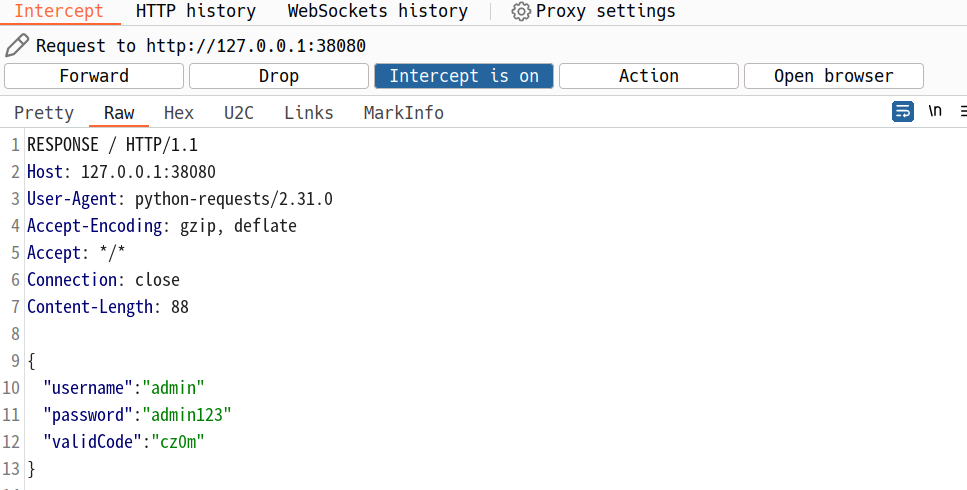 Intercept HTTP history WebSockets history Proxy settings
Request to http://127.0.0.1:38080
Forward Drop Intercept is on Action Open browser
Pretty Raw Hex U2C Links MarkInfo \n
1 RESPONSE / HTTP/1.1
2 Host: 127.0.0.1:38080
3 User-Agent: python-requests/2.31.0
4 Accept-Encoding: gzip, deflate
5 Accept: */*
6 Connection: close
7 Content-Length: 88
8
9 {
10 "username":"admin"
11 "password":"admin123"
12 "validCode":"cz0m"
13 }